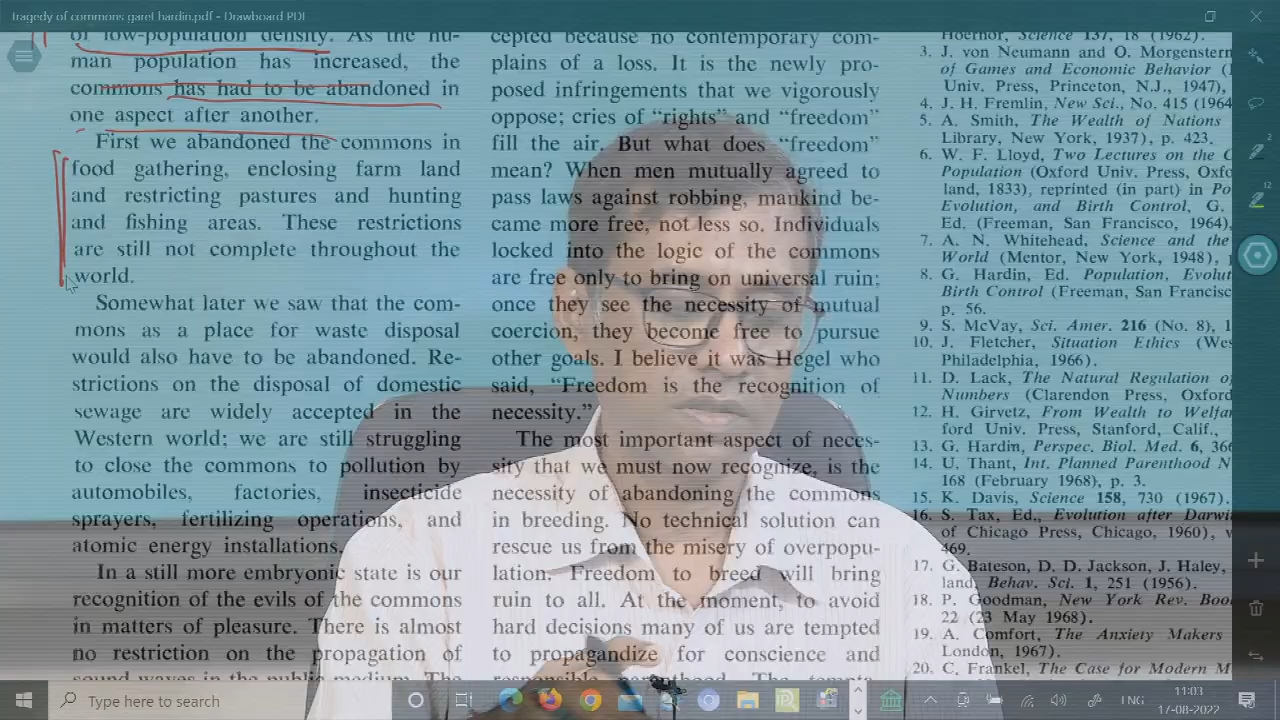 tragedy of commons garet hardin.pdf - Drawboard PDF
of low-population density. As the hu-
man population has increased, the
commons has had to be abandoned in
one aspect after another.
First we abandoned the commons in
food gathering, enclosing farm land
and restricting pastures and hunting
and fishing areas. These restrictions
are still not complete throughout the
world.
Somewhat later we saw that the com-
mons as a place for waste disposal
would also have to be abandoned. Re-
strictions on the disposal of domestic
sewage are widely accepted in the
Western world; we are still struggling
to close the commons to pollution by
automobiles, factories, insecticide
sprayers, fertilizing operations, and
atomic energy installations.
In a still more embryonic state is our
recognition of the evils of the commons
in matters of pleasure. There is almost
no restriction on the propagation of
sound waves in the public medium. The
cepted because no contemporary com-
plains of a loss. It is the newly pro-
posed infringements that we vigorously
oppose; cries of "rights" and "freedom"
fill the air. But what does "freedom"
mean? When men mutually agreed to
pass laws against robbing, mankind be-
came more free, not less so. Individuals
locked into the logic of the commons
are free only to bring on universal ruin;
once they see the necessity of mutual
coercion, they become free to pursue
other goals. I believe it was Hegel who
said, "Freedom is the recognition of
necessity."
The most important aspect of neces-
sity that we must now recognize, is the
necessity of abandoning the commons
in breeding. No technical solution can
rescue us from the misery of overpopu-
lation. Freedom to breed will bring
ruin to all. At the moment, to avoid
hard decisions many of us are tempted
to propagandize for conscience and
responsible parenthood. The
Hoernor, Science 137, 18 (1962).
3. J. von Neumann and O. Morgenstern
of Games and Economic Behavior (
Univ. Press, Princeton, N.J., 1947),
4. J. H. Fremlin, New Sci., No. 415 (1964
5. A. Smith, The Wealth of Nations
Library, New York, 1937), p. 423.
6. W. F. Lloyd, Two Lectures on the C
Population (Oxford Univ. Press, Oxfo
land, 1833), reprinted (in part) in Po
Evolution, and Birth Control, G.
Ed. (Freeman, San Francisco, 1964),
7. A. N. Whitehead, Science and the
World (Mentor, New York, 1948),
8. G. Hardin, Ed. Population, Evolut
Birth Control (Freeman, San Francisc
p. 56.
9. S. McVay, Sci. Amer. 216 (No. 8), 1
10. J. Fletcher, Situation Ethics (Wes
Philadelphia, 1966).
11. D. Lack, The Natural Regulation o
Numbers (Clarendon Press, Oxford
12. H. Girvetz, From Wealth to Welfar
ford Univ. Press, Stanford, Calif.,
13. G. Hardin, Perspec. Biol. Med. 6, 366
14. U. Thant, Int. Planned Parenthood N
168 (February 1968), p. 3.
15. K. Davis, Science 158, 730 (1967).
16. S. Tax, Ed., Evolution after Darwi
of Chicago Press, Chicago, 1960), v
469.
17. G. Bateson, D. D. Jackson, J. Haley,
land, Behav. Sci. 1, 251 (1956).
18. P. Goodman, New York Rev. Boo
22 (23 May 1968).
19. A. Comfort, The Anxiety Makers
London, 1967).
20. C. Frankel, The Case for Modern M
2
12
Type here to search
ENG
11:03
17-08-2022